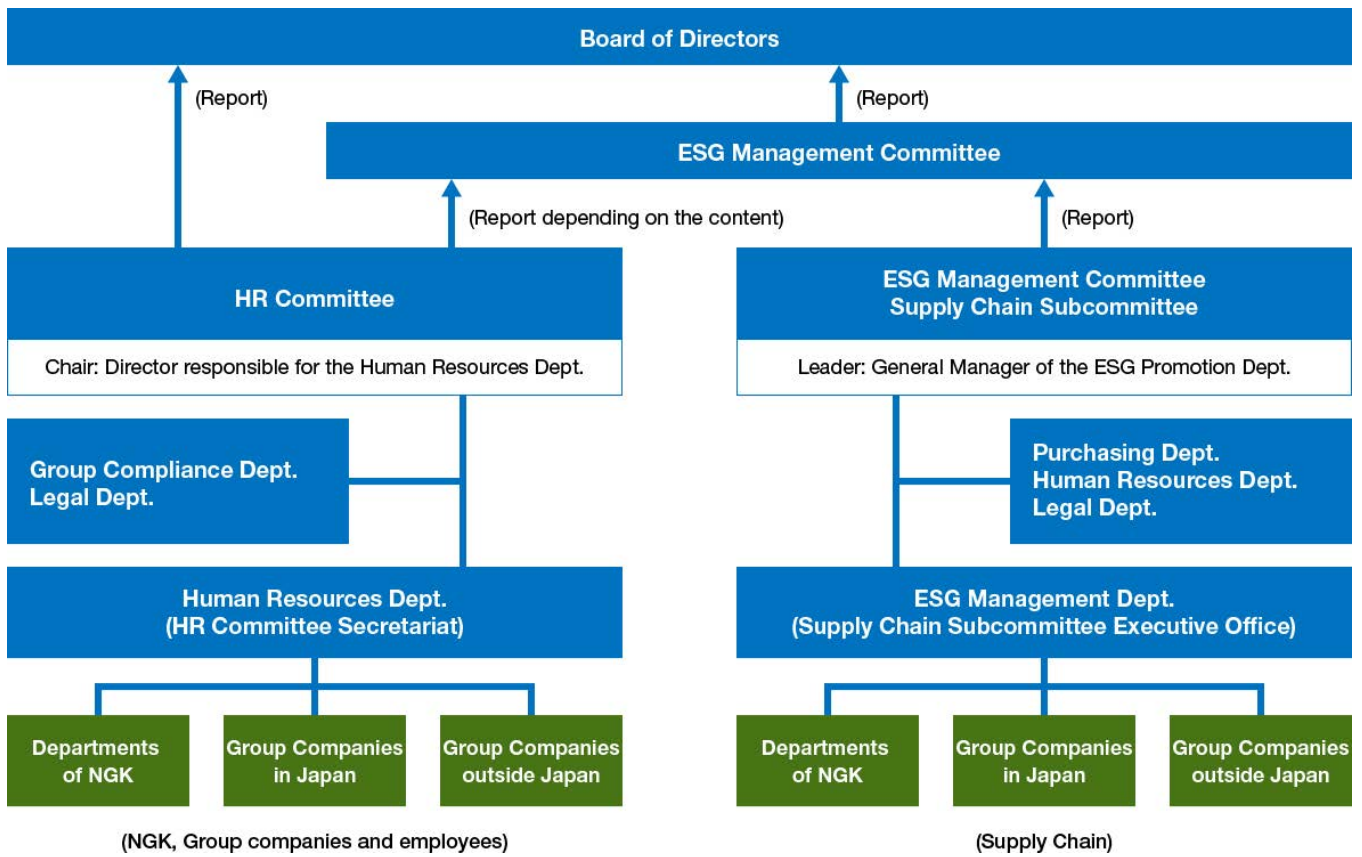 Board of Directors
(Report)
(Report)
ESG Management Committee
(Report depending on the content)
(Report)
HR Committee
Chair: Director responsible for the Human Resources Dept.
ESG Management Committee
Supply Chain Subcommittee
Leader: General Manager of the ESG Promotion Dept.
Group Compliance Dept.
Legal Dept.
Purchasing Dept.
Human Resources Dept.
Legal Dept.
Human Resources Dept.
(HR Committee Secretariat)
ESG Management Dept.
(Supply Chain Subcommittee Executive Office)
Departments
of NGK
Group Companies
in Japan
Group Companies
outside Japan
Departments
of NGK
Group Companies
in Japan
Group Companies
outside Japan
(NGK, Group companies and employees)
(Supply Chain)